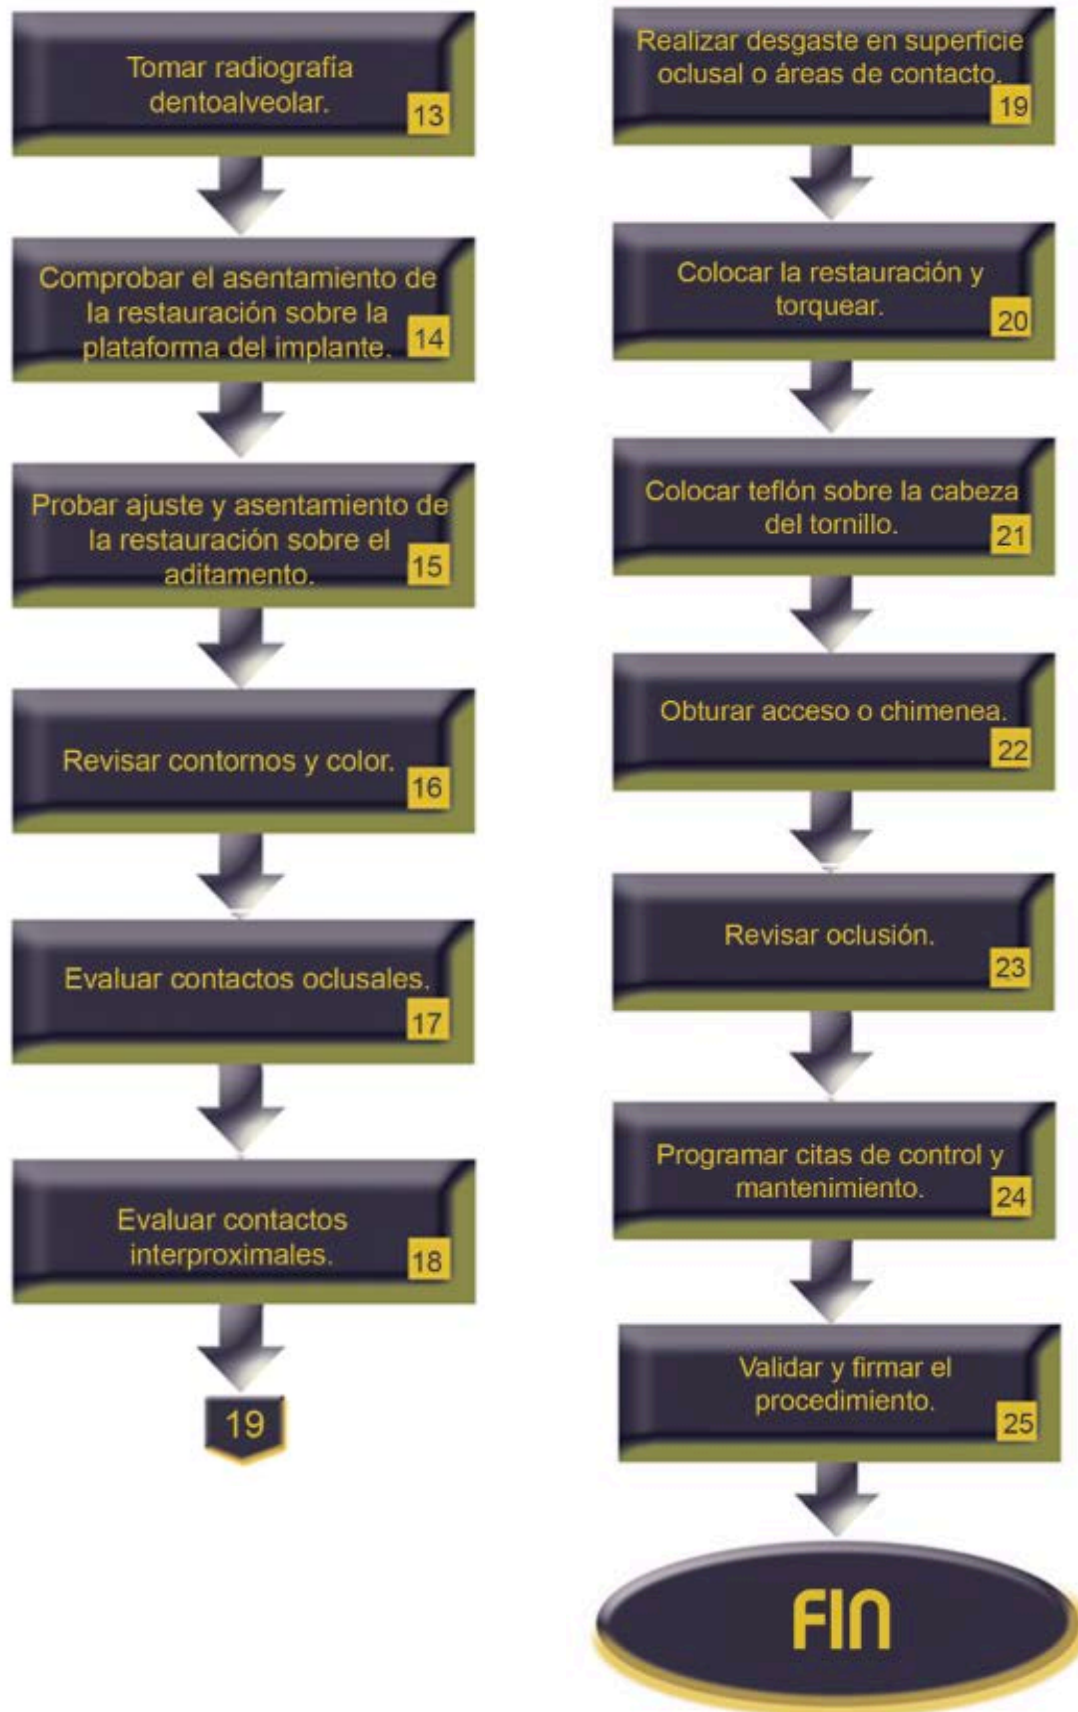 Tomar radiografía
dentoalveolar.
13
Comprobar el asentamiento de
la restauración sobre la
plataforma del implante.
14
Probar ajuste y asentamiento de
la restauración sobre el
aditamento.
15
Revisar contornos y color.
16
Evaluar contactos oclusales.
17
Evaluar contactos
interproximales.
18
19
Realizar desgaste en superficie
oclusal o áreas de contacto.
19
Colocar la restauración y
torquear.
20
Colocar teflón sobre la cabeza
del tornillo.
21
Obturar acceso o chimenea.
22
Revisar oclusión.
23
Programar citas de control y
mantenimiento.
24
Validar y firmar el
procedimiento.
25
FIN